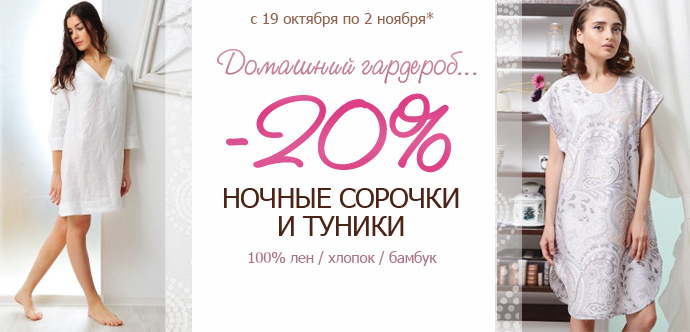 с 19 октября по 2 ноября*
Домашний гардероб...
-20%
НОЧНЫЕ СОРОЧКИ
И ТУНИКИ
100% лен / хлопок / бамбук